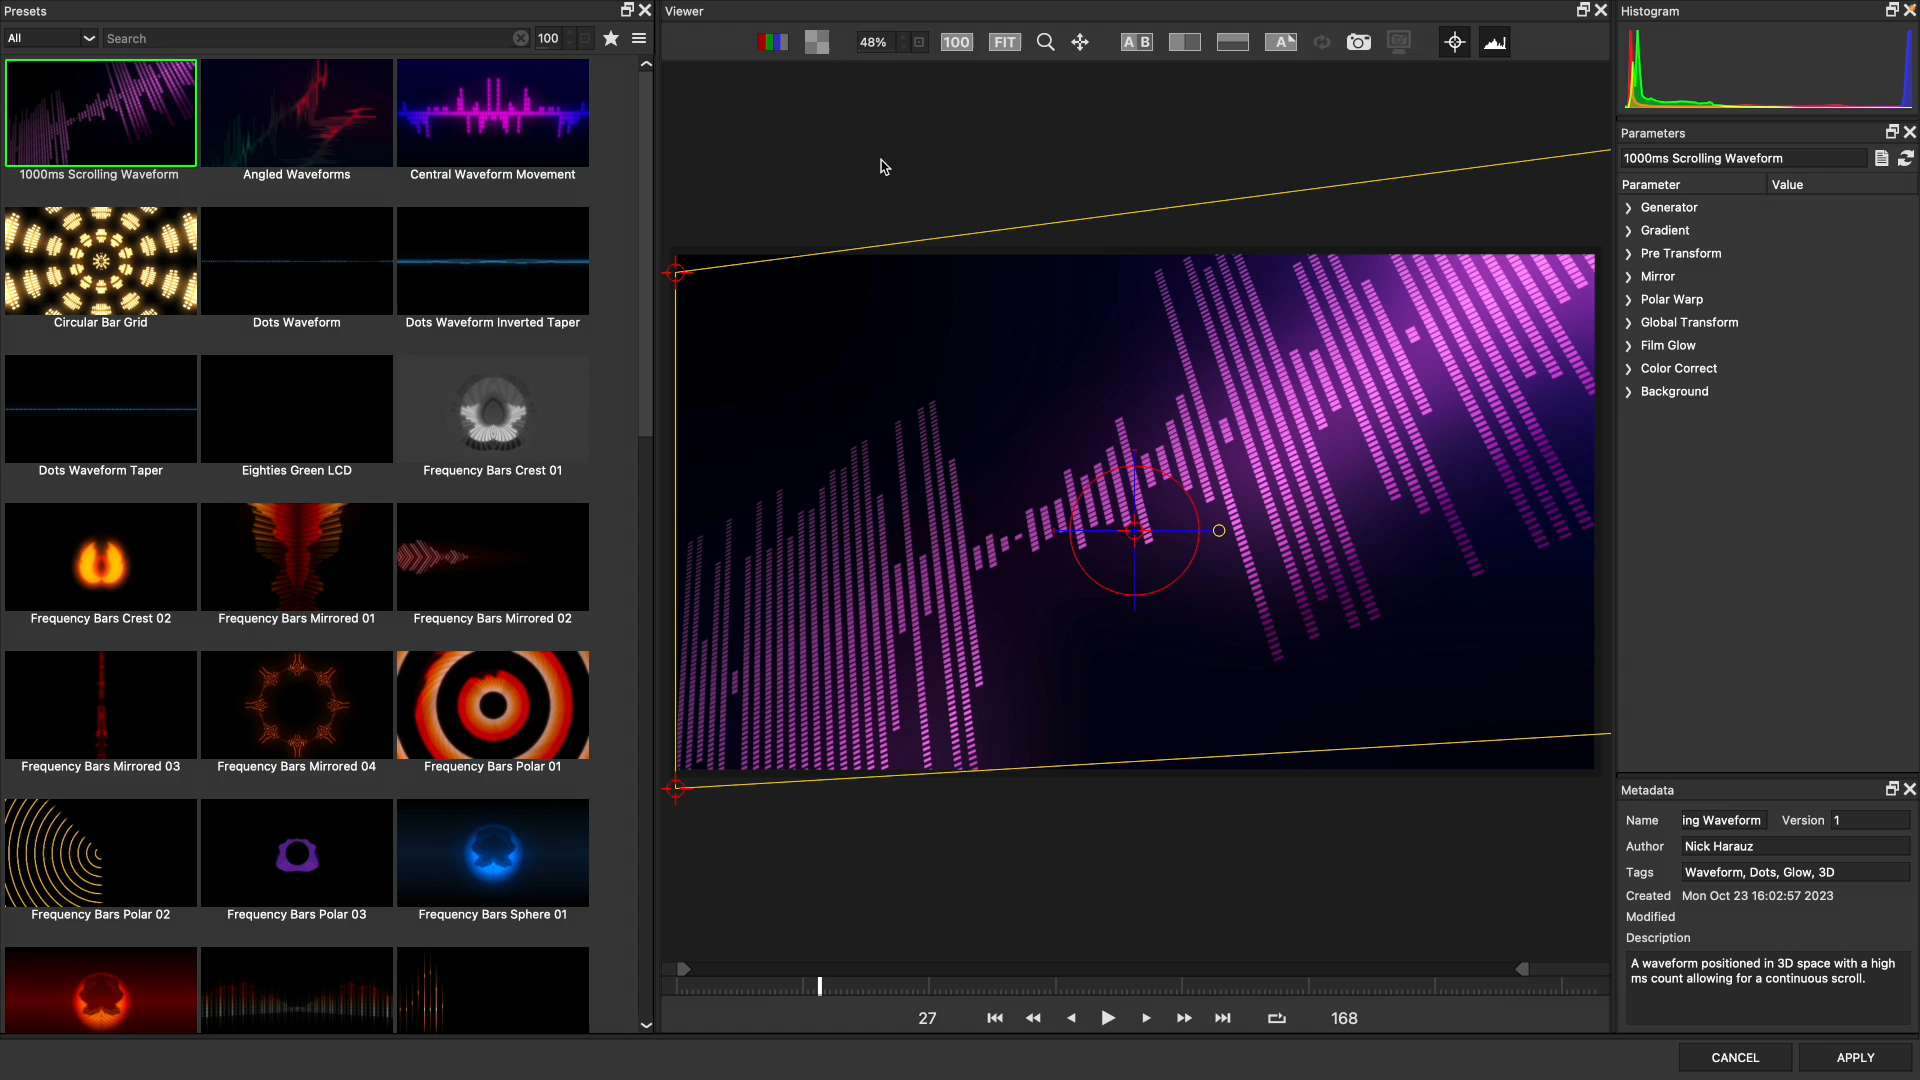 Presets
All
Search
100
1000ms Scrolling Waveform
Angled Waveforms
Central Waveform Movement
Circular Bar Grid
Dots Waveform
Dots Waveform Inverted Taper
Dots Waveform Taper
Eighties Green LCD
Frequency Bars Crest 01
Frequency Bars Crest 02
Frequency Bars Mirrored 01
Frequency Bars Mirrored 02
Frequency Bars Mirrored 03
Frequency Bars Mirrored 04
Frequency Bars Polar 01
Frequency Bars Polar 02
Frequency Bars Polar 03
Frequency Bars Sphere 01
Viewer
48%
100
FIT
A B
A
27
168
Histogram
Parameters
1000ms Scrolling Waveform
Parameter Value
Generator
Gradient
Pre Transform
Mirror
Polar Warp
Global Transform
Film Glow
Color Correct
Background
Metadata
Name ing Waveform Version 1
Author Nick Harauz
Tags Waveform, Dots, Glow, 3D
Created Mon Oct 23 16:02:57 2023
Modified
Description
A waveform positioned in 3D space with a high
ms count allowing for a continuous scroll.
CANCEL
APPLY